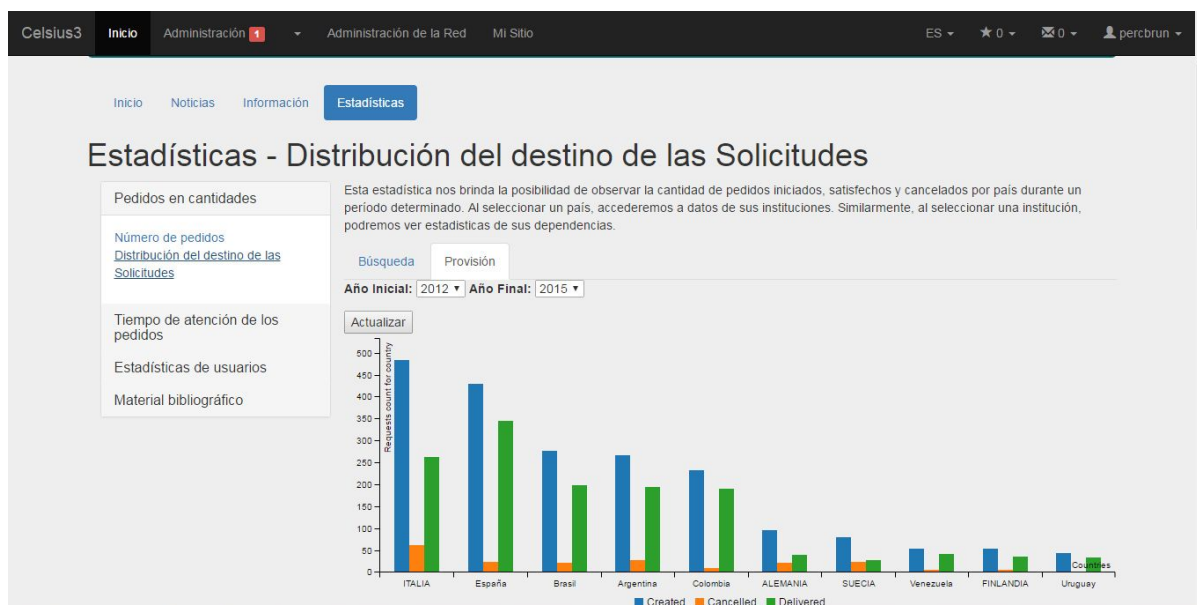 Celsius3 Inicio Administración 1 Administración de la Red Mi Sitio ES 0 0 percbrun
Inicio Noticias Información Estadísticas
Estadísticas - Distribución del destino de las Solicitudes
Pedidos en cantidades
Número de pedidos
Distribución del destino de las
Solicitudes
Tiempo de atención de los
pedidos
Estadísticas de usuarios
Material bibliográfico
Esta estadística nos brinda la posibilidad de observar la cantidad de pedidos iniciados, satisfechos y cancelados por país durante un
período determinado. Al seleccionar un país, accederemos a datos de sus instituciones. Similarmente, al seleccionar una institución,
podremos ver estadisticas de sus dependencias.
Búsqueda Provisión
Año Inicial: 2012 Año Final: 2015
Actualizar
Requests count for country
500
450
400
350
300
250
200
150
100
50
0
Countries
ITALIA España Brasil Argentina Colombia ALEMANIA SUECIA Venezuela FINLANDIA Uruguay
Created Cancelled Delivered